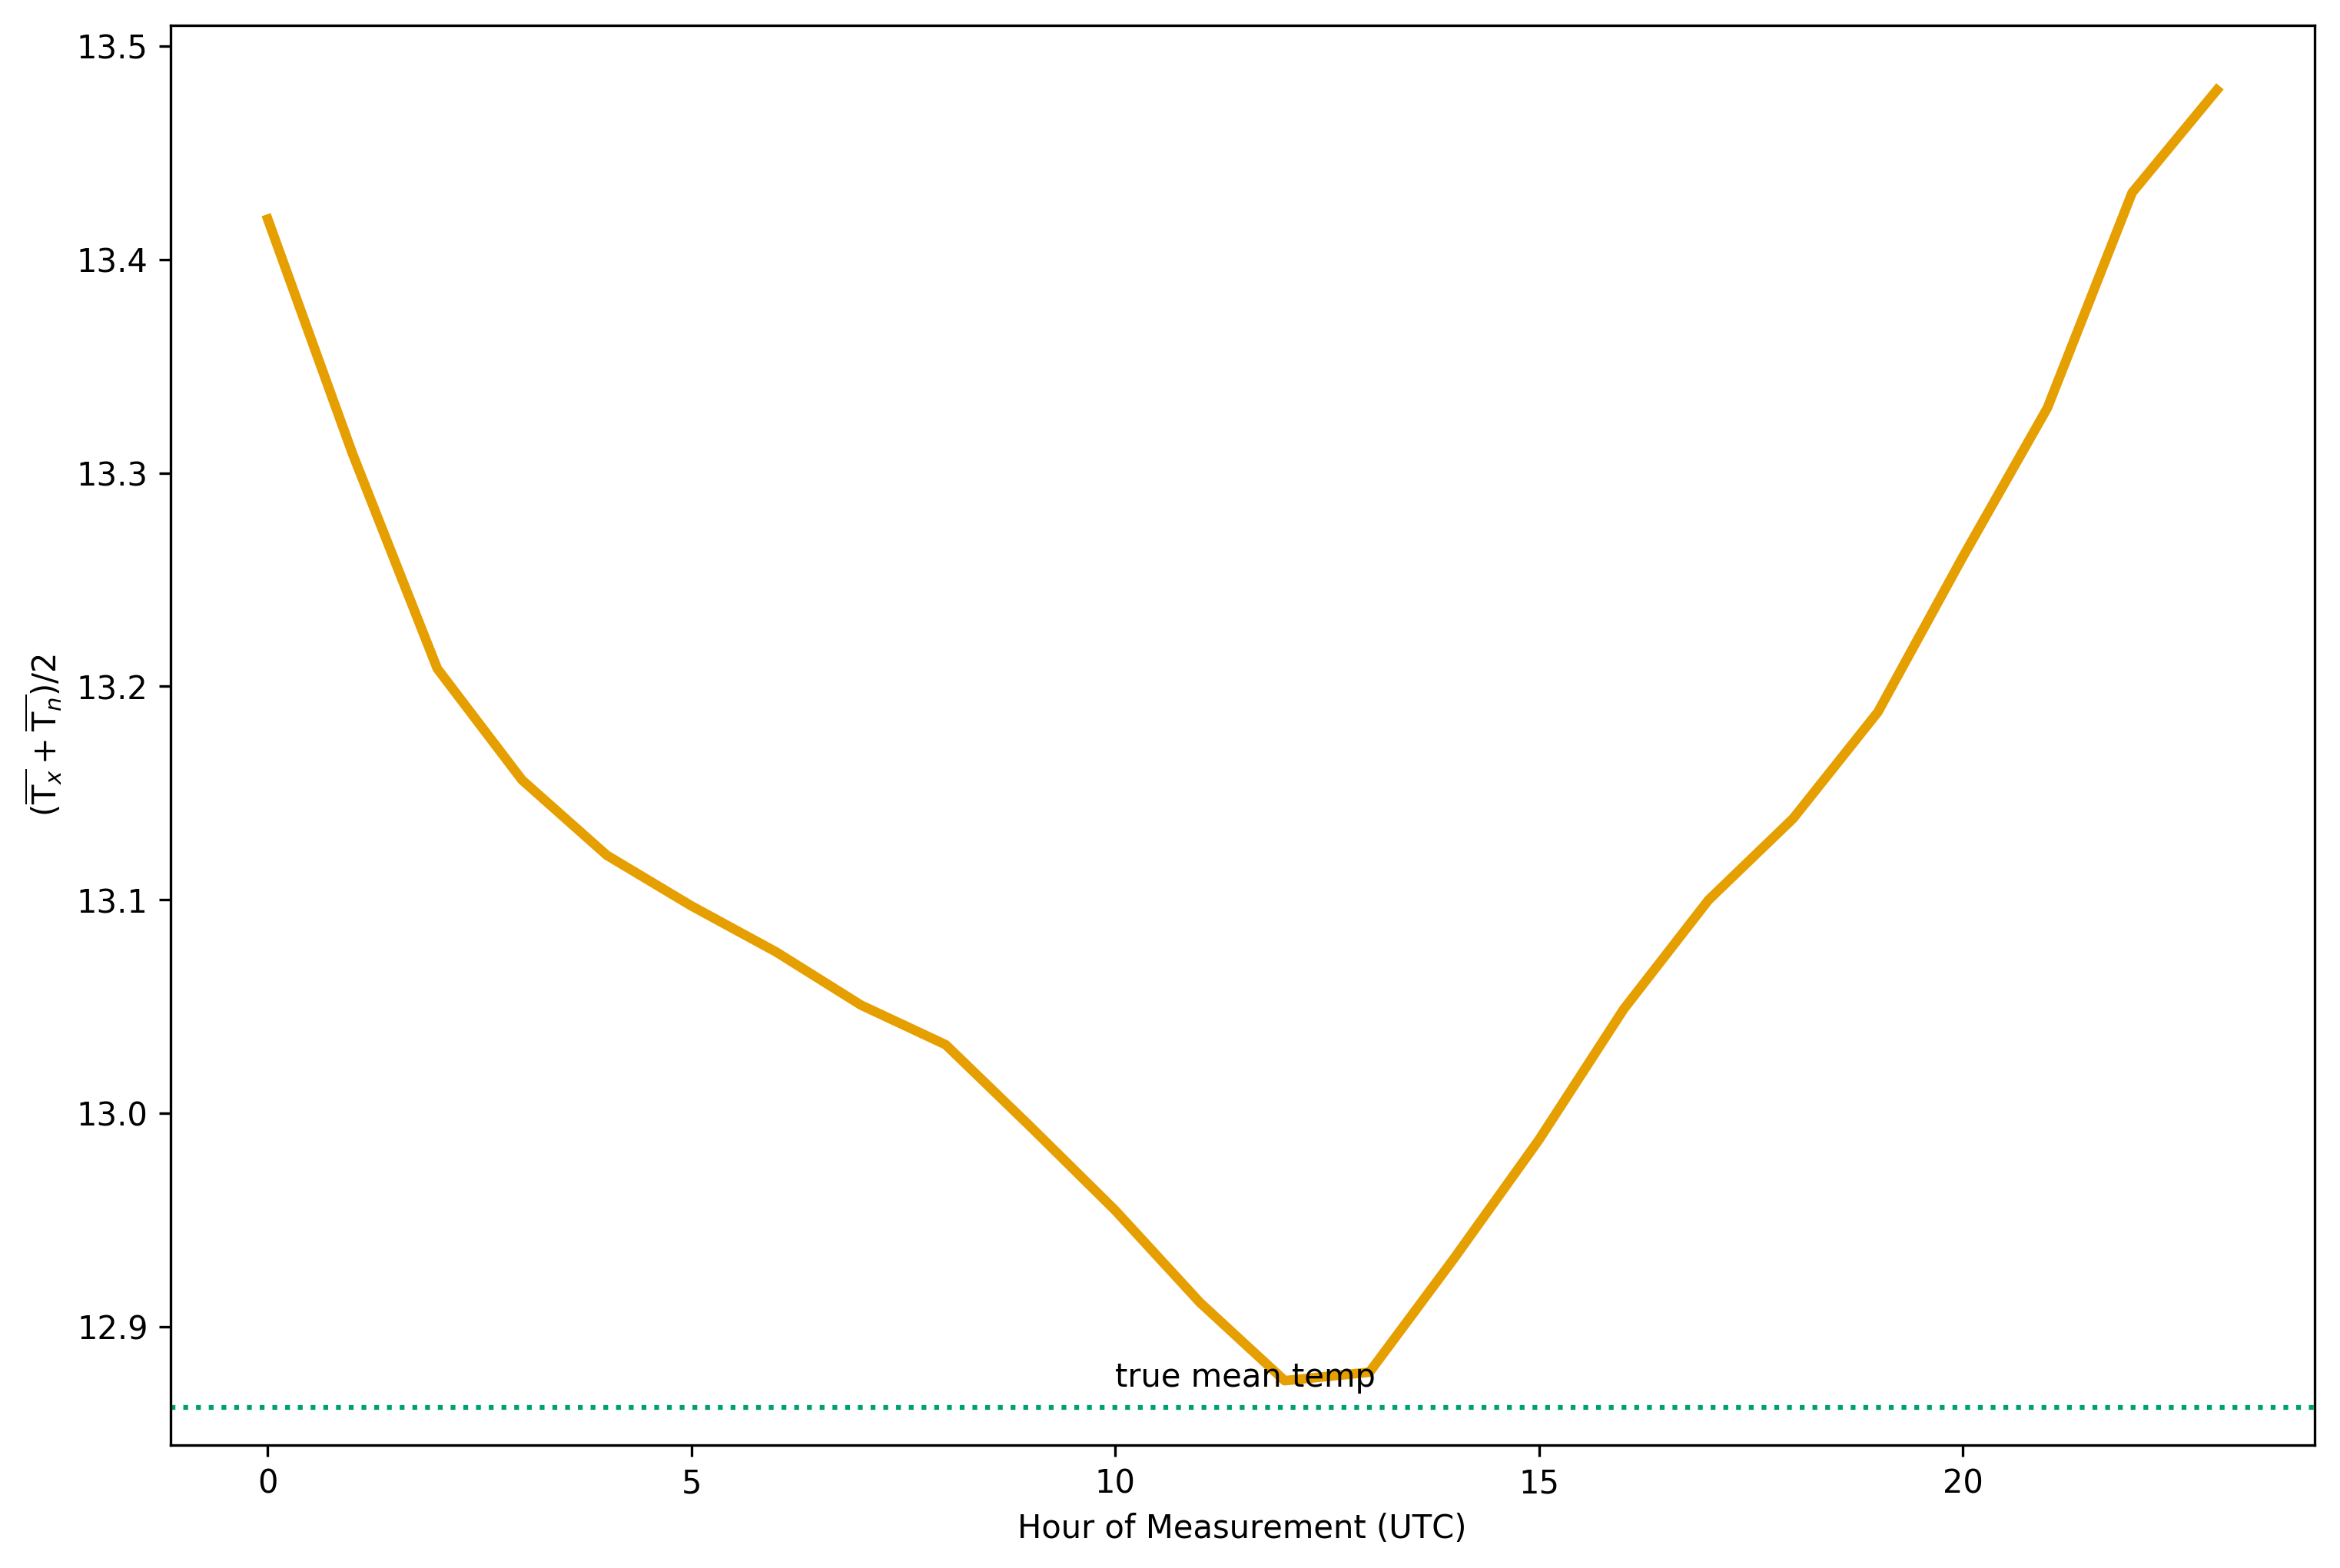 13.5
13.4
13.3
13.2
13.1
13.0
12.9
(T̅ₓ + T̅ₙ)/2
true mean temp
0 5 10 15 20
Hour of Measurement (UTC)